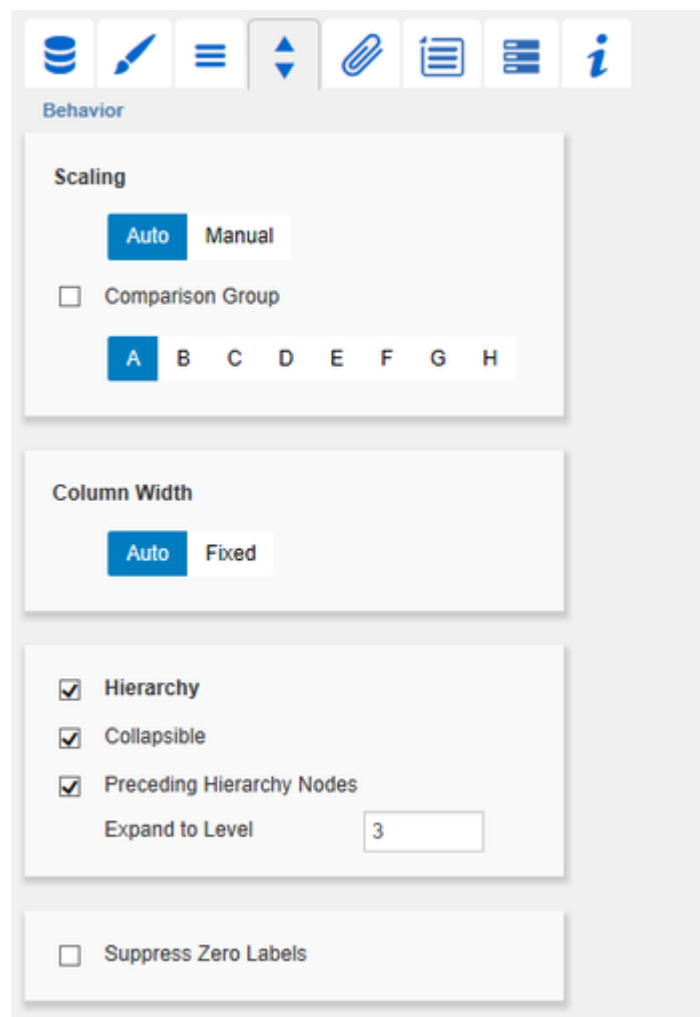 Behavior
Scaling
Auto Manual
Comparison Group
A B C D E F G H
Column Width
Auto Fixed
Hierarchy
Collapsible
Preceding Hierarchy Nodes
Expand to Level 3
Suppress Zero Labels